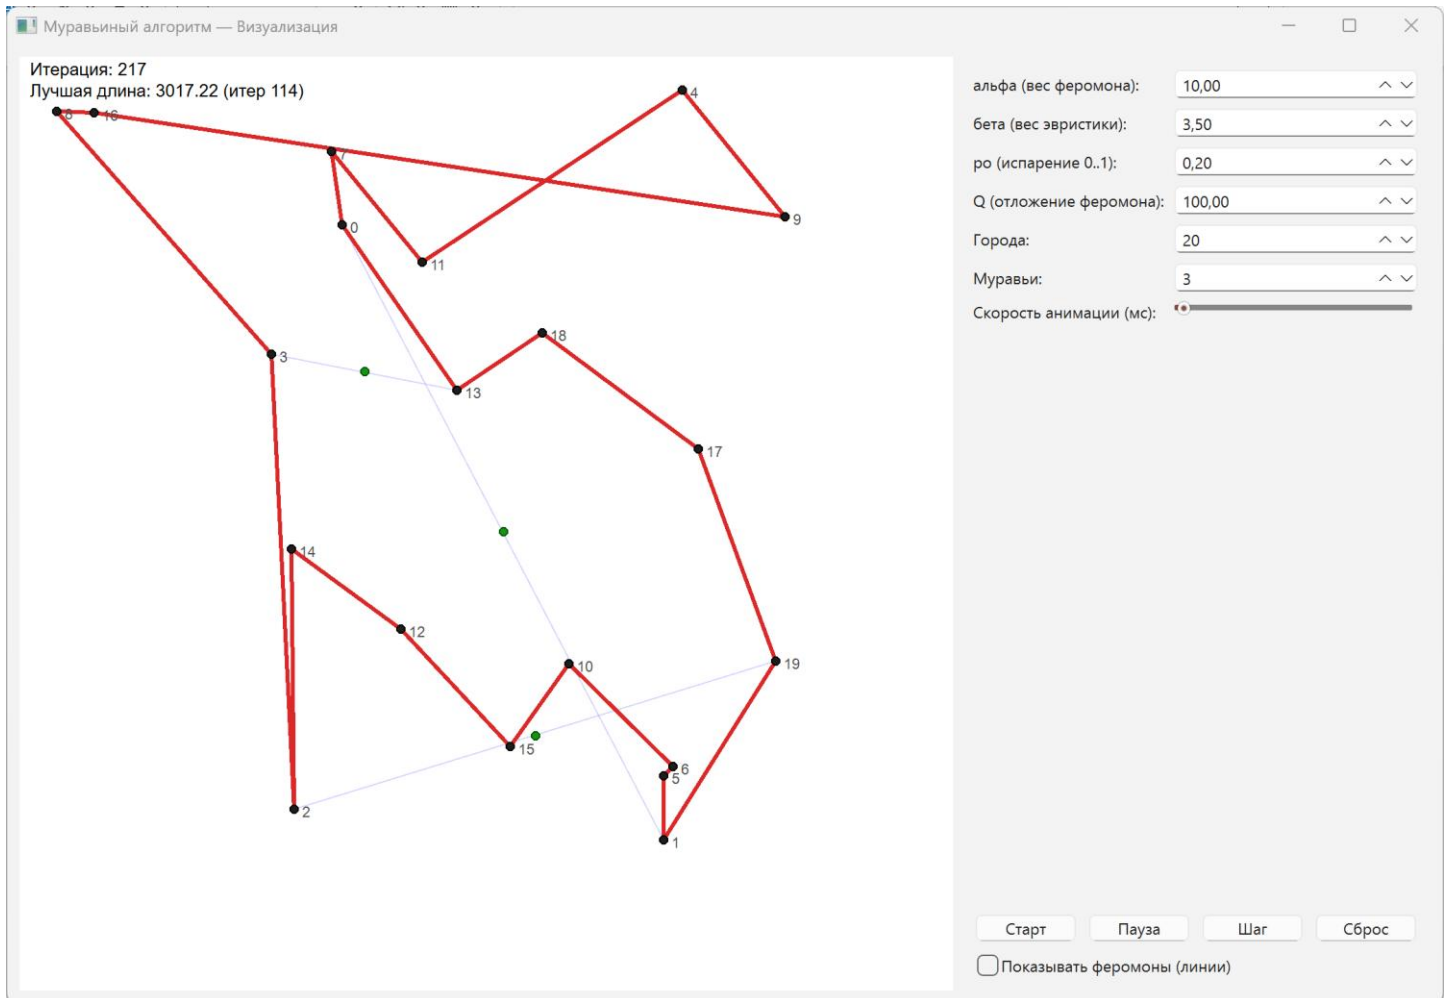 Муравьиный алгоритм — Визуализация
Итерация: 217
Лучшая длина: 3017.22 (итер 114)
8
16
4
7
9
0
11
18
3
13
17
14
12
10
19
15
6
5
2
1
альфа (вес феромона): 10,00
бета (вес эвристики): 3,50
ро (испарение 0..1): 0,20
Q (отложение феромона): 100,00
Города: 20
Муравьи: 3
Скорость анимации (мс):
Старт Пауза Шаг Сброс
Показывать феромоны (линии)